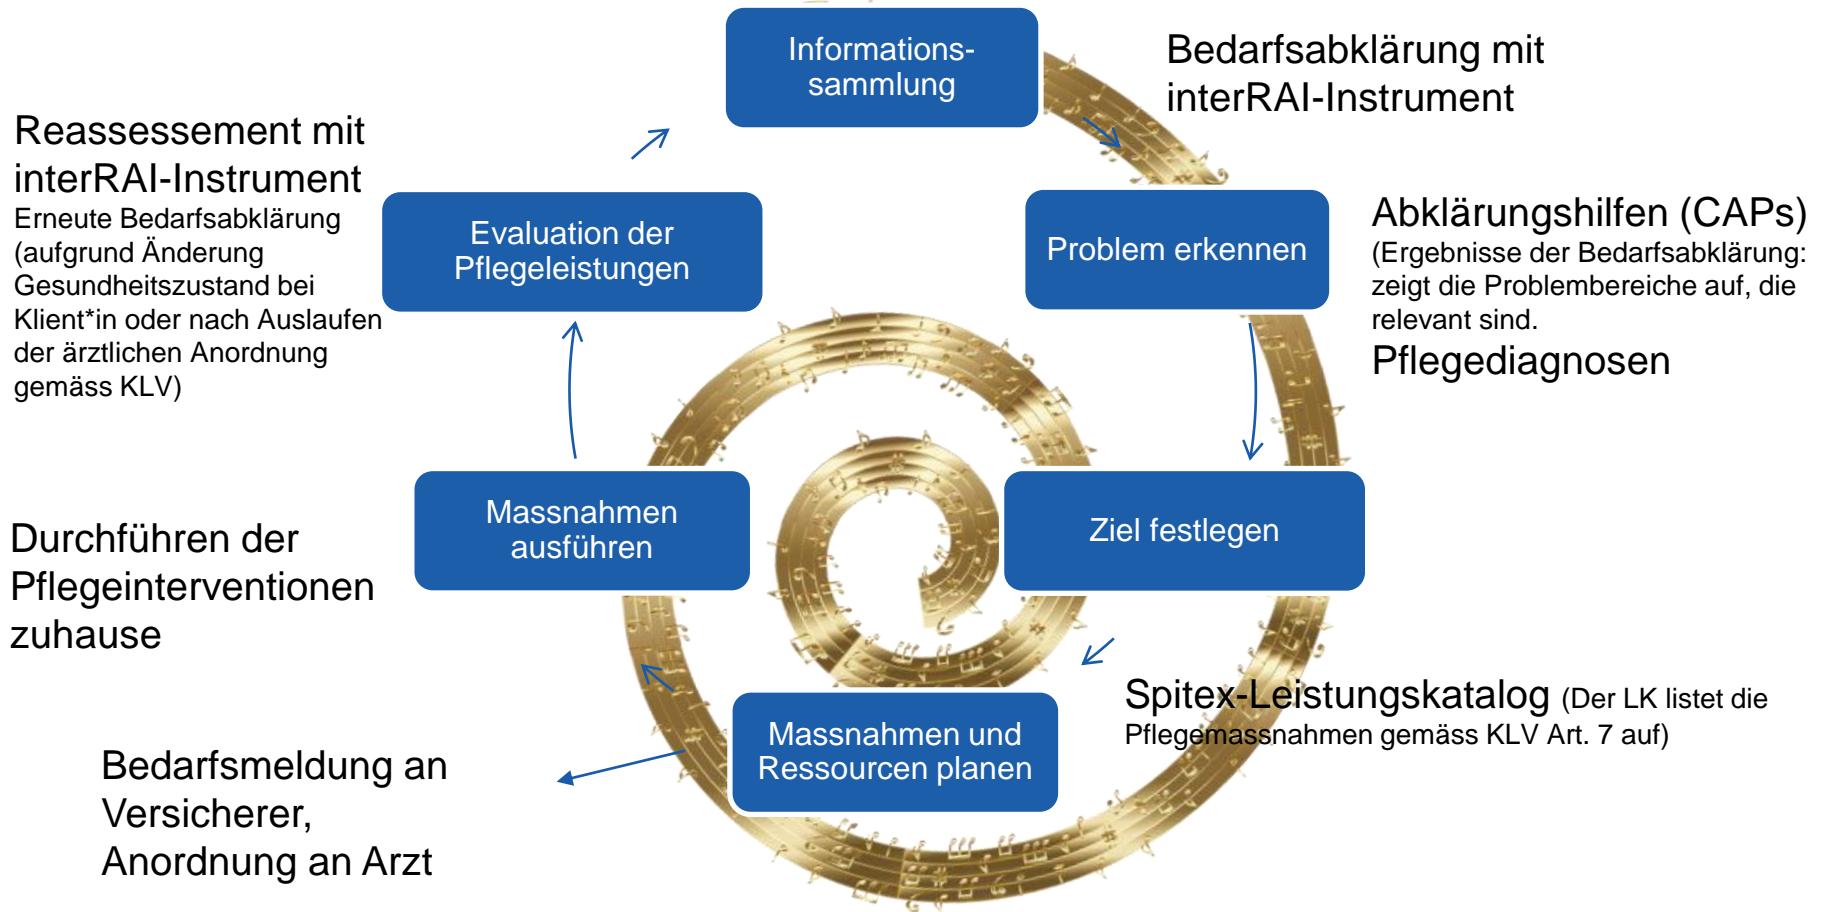 Informations-
sammlung
Bedarfsabklärung mit
interRAI-Instrument
Reassessement mit
interRAI-Instrument
Erneute Bedarfsabklärung
(aufgrund Änderung
Gesundheitszustand bei
Klient*in oder nach Auslaufen
der ärztlichen Anordnung
gemäss KLV)
Evaluation der
Pflegeleistungen
Problem erkennen
Abklärungshilfen (CAPs)
(Ergebnisse der Bedarfsabklärung:
zeigt die Problembereiche auf, die
relevant sind.
Pflegediagnosen
Massnahmen
ausführen
Ziel festlegen
Durchführen der
Pflegeinterventionen
zuhause
Massnahmen und
Ressourcen planen
Spitex-Leistungskatalog (Der LK listet die
Pflegemassnahmen gemäss KLV Art. 7 auf)
Bedarfsmeldung an
Versicherer,
Anordnung an Arzt